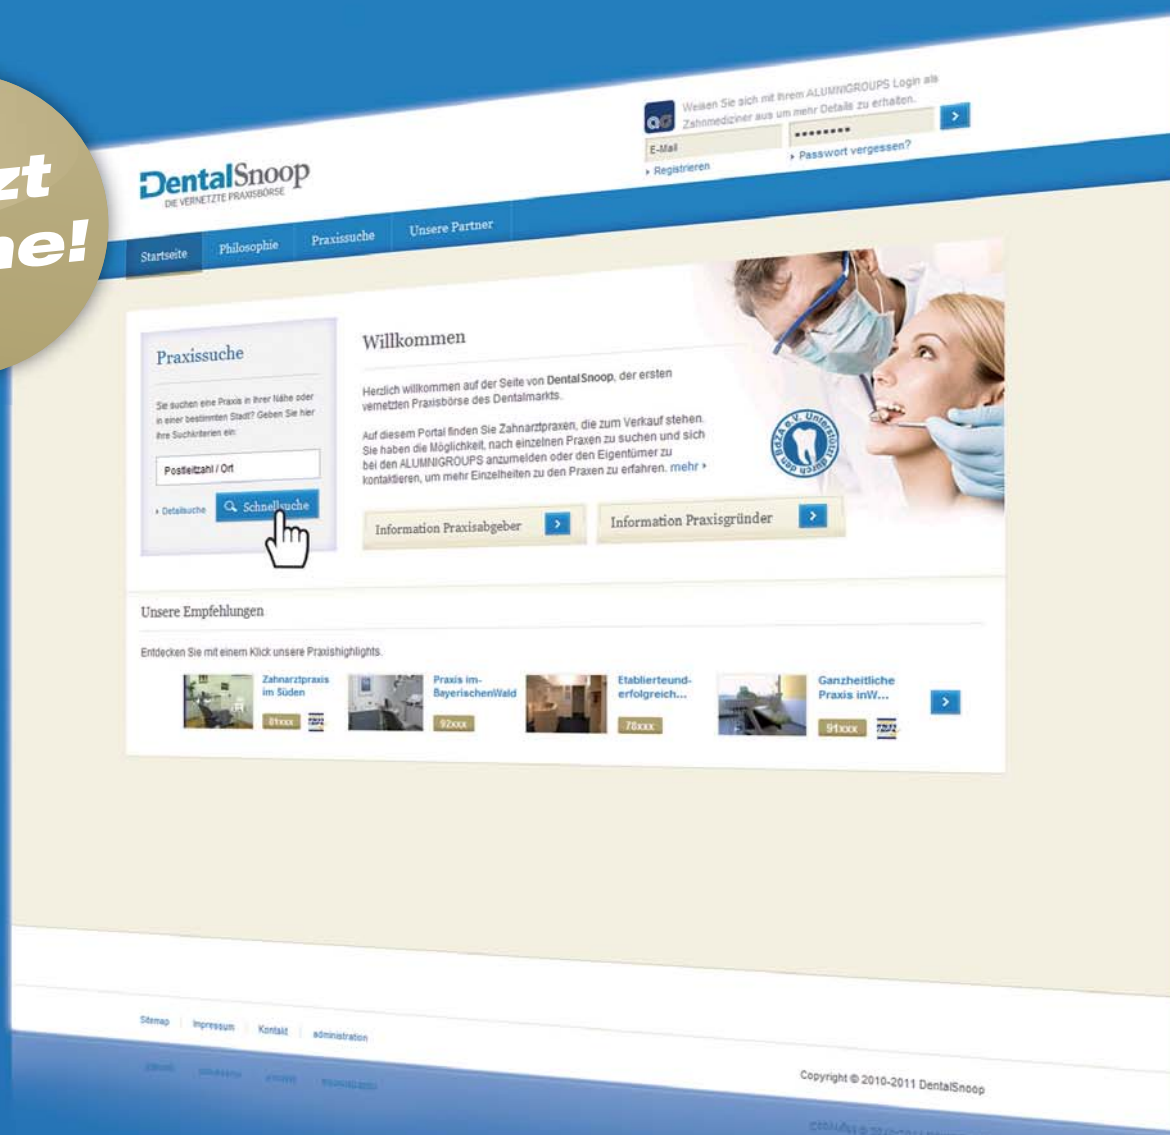 zt
ne!
Weisen Sie sich mit Ihrem ALUMNIGROUPS Login als
Zahnmediziner aus um mehr Details zu erhalten.
ag
E-Mail
••••••••
Registrieren
Passwort vergessen?
DentalSnoop
DIE VERNETZTE PRAXISBÖRSE
Startseite
Philosophie
Praxissuche
Unsere Partner
Praxissuche
Sie suchen eine Praxis in Ihrer Nähe oder
in einer bestimmten Stadt? Geben Sie hier
Ihre Suchkriterien ein:
Postleitzahl / Ort
Detailsuche
Schnellsuche
Willkommen
Herzlich willkommen auf der Seite von DentalSnoop, der ersten
vernetzten Praxisbörse des Dentalmarkts.
Auf diesem Portal finden Sie Zahnarztpraxen, die zum Verkauf stehen.
Sie haben die Möglichkeit, nach einzelnen Praxen zu suchen und sich
bei den ALUMNIGROUPS anzumelden oder den Eigentümer zu
kontaktieren, um mehr Einzelheiten zu den Praxen zu erfahren. mehr
Unterstützt durch den BdZA e.V.
Information Praxisabgeber
Information Praxisgründer
Unsere Empfehlungen
Entdecken Sie mit einem Klick unsere Praxishighlights.
Zahnarztpraxis
im Süden
81xxx
Praxis im-
BayerischenWald
92xxx
Etablierteund-
erfolgreich...
78xxx
Ganzheitliche
Praxis inW...
91xxx
Sitemap
Impressum
Kontakt
administration
Copyright © 2010-2011 DentalSnoop